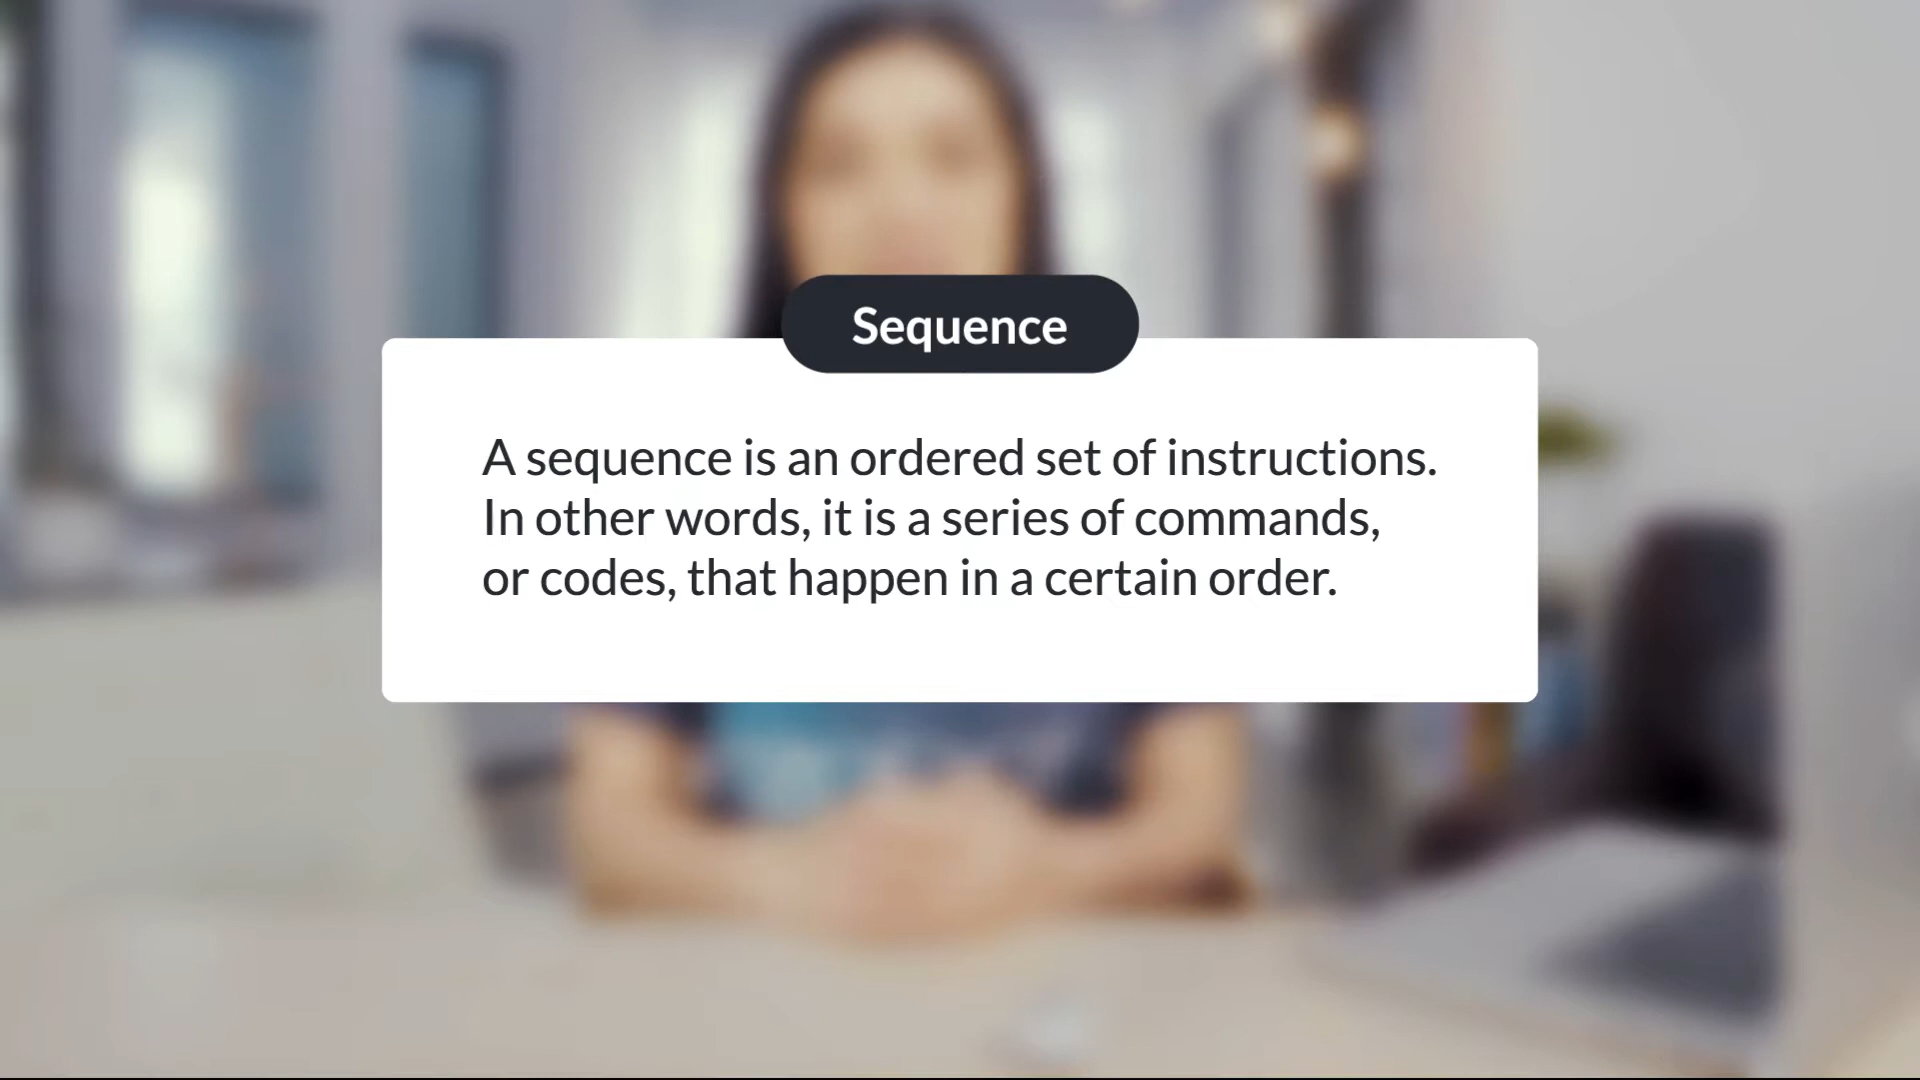 Sequence
A sequence is an ordered set of instructions.
In other words, it is a series of commands,
or codes, that happen in a certain order.